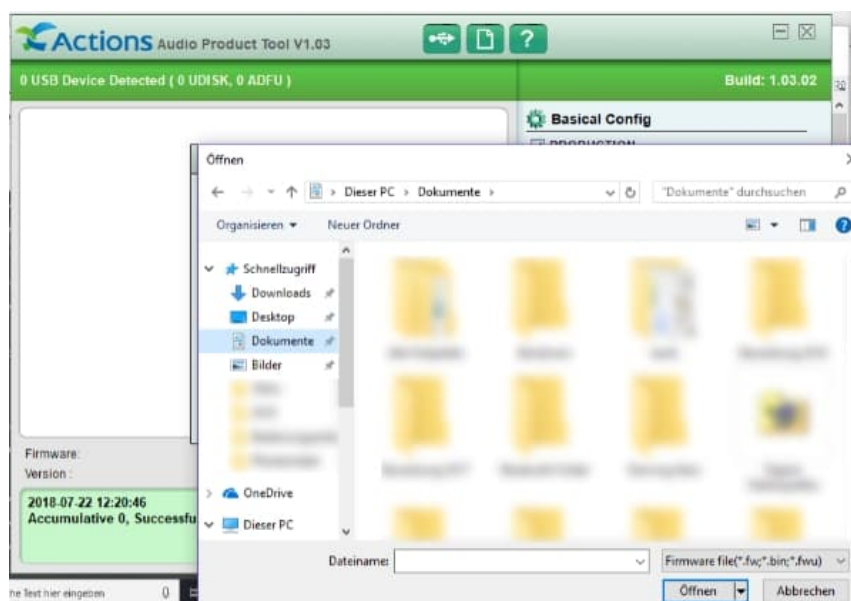 Actions Audio Product Tool V1.03
0 USB Device Detected ( 0 UDISK, 0 ADFU )
Build: 1.03.02
Basical Config
PRODUCTION
Öffnen
Dieser PC > Dokumente >
"Dokumente" durchsuchen
Organisieren
Neuer Ordner
Schnellzugriff
Downloads
Desktop
Dokumente
Bilder
OneDrive
Dieser PC
Firmware:
Version :
2018-07-22 12:20:46
Accumulative 0, Successfu
Dateiname:
Firmware file(*.fw;*.bin;*.fwu)
Öffnen
Abbrechen
he Text hier eingeben